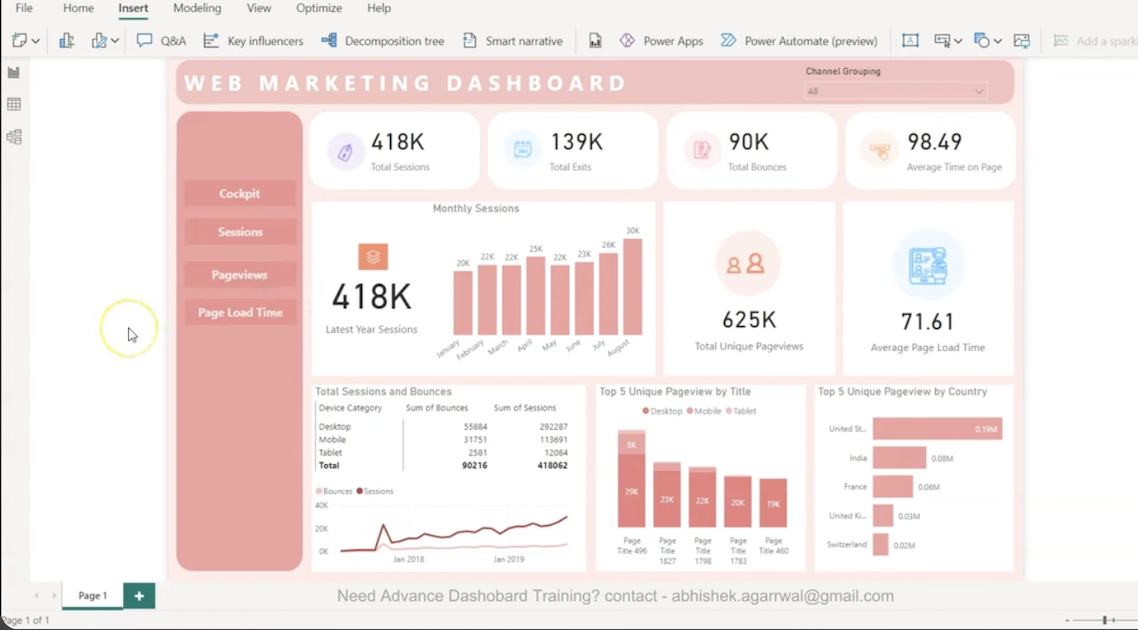 File Home Insert Modeling View Optimize Help
Q&A Key influencers Decomposition tree Smart narrative Power Apps Power Automate (preview) Add a spark
WEB MARKETING DASHBOARD
Channel Grouping
All
Cockpit
Sessions
Pageviews
Page Load Time
418K
Total Sessions
139K
Total Exits
90K
Total Bounces
98.49
Average Time on Page
Monthly Sessions
418K
Latest Year Sessions
20K 22K 22K 25K 22K 23K 26K 30K
January February March April May June July August
625K
Total Unique Pageviews
71.61
Average Page Load Time
Total Sessions and Bounces
Device Category Sum of Bounces Sum of Sessions
Desktop 55884 292287
Mobile 31751 113691
Tablet 2581 12084
Total 90216 418062
Bounces Sessions
40K
20K
0K
Jan 2018 Jan 2019
Top 5 Unique Pageview by Title
Desktop Mobile Tablet
8K
29K 23K 22K 20K 19K
Page Title 496
Page Title 1827
Page Title 1798
Page Title 1783
Page Title 460
Top 5 Unique Pageview by Country
United St... 0.19M
India 0.08M
France 0.06M
United Ki... 0.03M
Switzerland 0.02M
Page 1
Need Advance Dashobard Training? contact - abhishek.agarrwal@gmail.com
Page 1 of 1